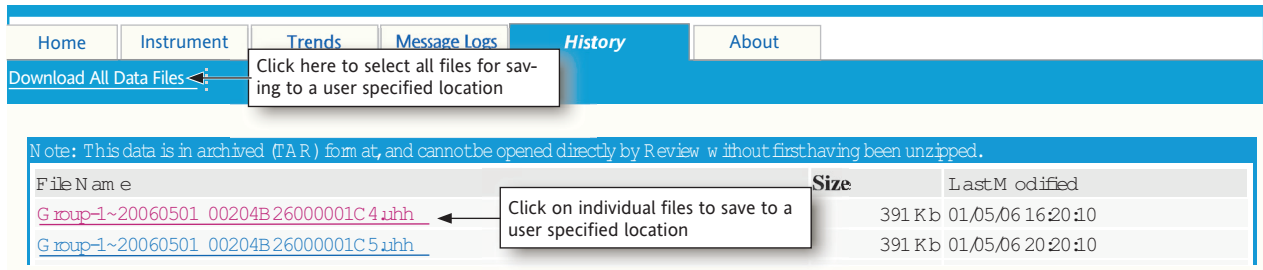 Home Instrument Trends Message Logs History About
Download All Data Files
Click here to select all files for sav-
ing to a user specified location
Note: This data is in archived (TAR) format, and cannot be opened directly by Review without first having been unzipped.
File Name Size Last Modified
Group-1~20060501 00204B26000001C4.uhh 391 Kb 01/05/06 16:20:10
Click on individual files to save to a
user specified location
Group-1~20060501 00204B26000001C5.uhh 391 Kb 01/05/06 20:20:10